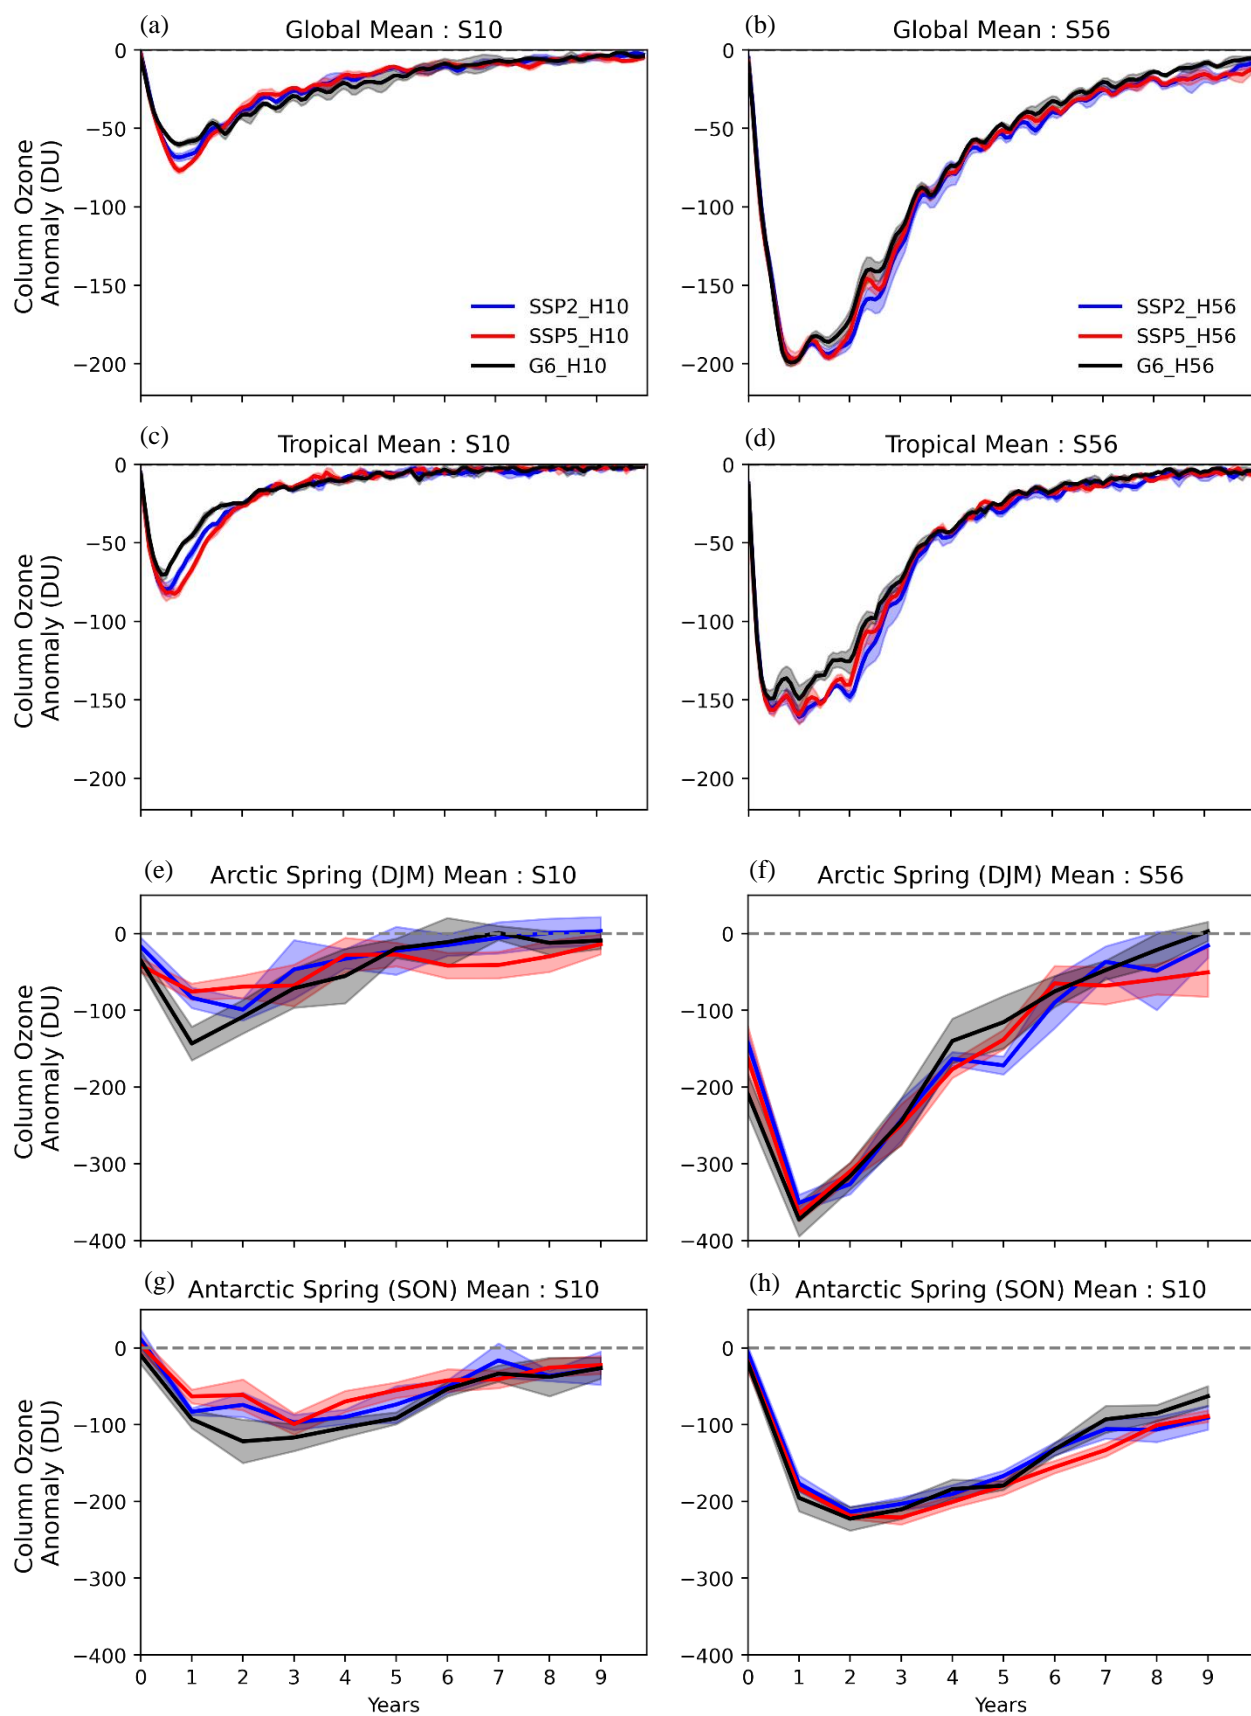 (a) Global Mean : S10
(b) Global Mean : S56
Column Ozone
Anomaly (DU)
0
−50
−100
−150
−200
SSP2_H10
SSP5_H10
G6_H10
0
−50
−100
−150
−200
SSP2_H56
SSP5_H56
G6_H56
(c) Tropical Mean : S10
(d) Tropical Mean : S56
Column Ozone
Anomaly (DU)
0
−50
−100
−150
−200
0
−50
−100
−150
−200
(e) Arctic Spring (DJM) Mean : S10
(f) Arctic Spring (DJM) Mean : S56
Column Ozone
Anomaly (DU)
0
−100
−200
−300
−400
0
−100
−200
−300
−400
(g) Antarctic Spring (SON) Mean : S10
(h) Antarctic Spring (SON) Mean : S10
Column Ozone
Anomaly (DU)
0
−100
−200
−300
−400
0 1 2 3 4 5 6 7 8 9
Years
0
−100
−200
−300
−400
0 1 2 3 4 5 6 7 8 9
Years